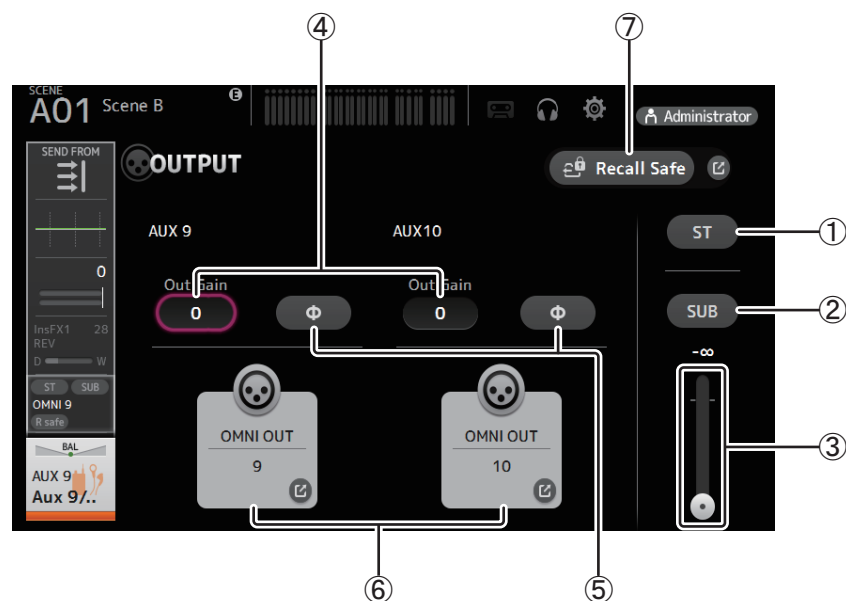 ④ ⑦
SCENE
A01 Scene B E
Administrator
SEND FROM
OUTPUT
Recall Safe
AUX 9 AUX10
ST ①
0
Out Gain Out Gain
0 Φ 0 Φ
SUB ②
InsFX1 28
REV
D W
-∞
ST SUB
OMNI 9
R safe
OMNI OUT OMNI OUT
9 10
③
BAL
AUX 9
Aux 9/..
⑥ ⑤